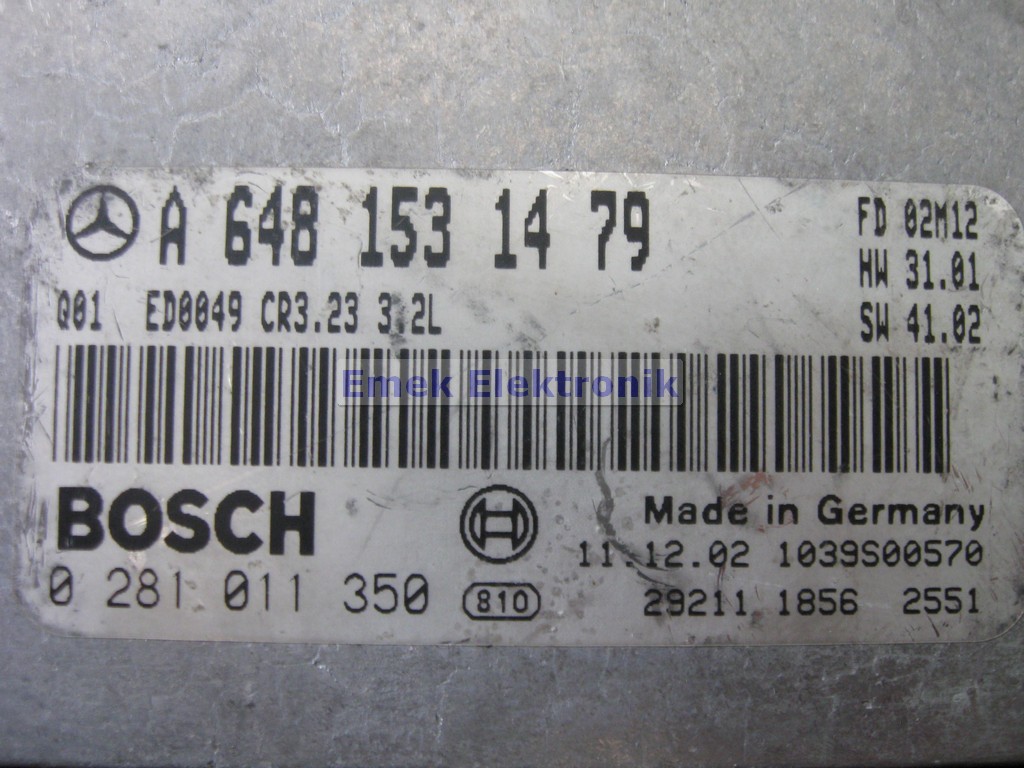 A 648 153 14 79
FD 02M12
HW 31.01
SW 41.02
Q01 ED0049 CR3.23 3.2L
Emek Elektronik
BOSCH
Made in Germany
11.12.02 1039S00570
0 281 011 350
810
29211 1856 2551